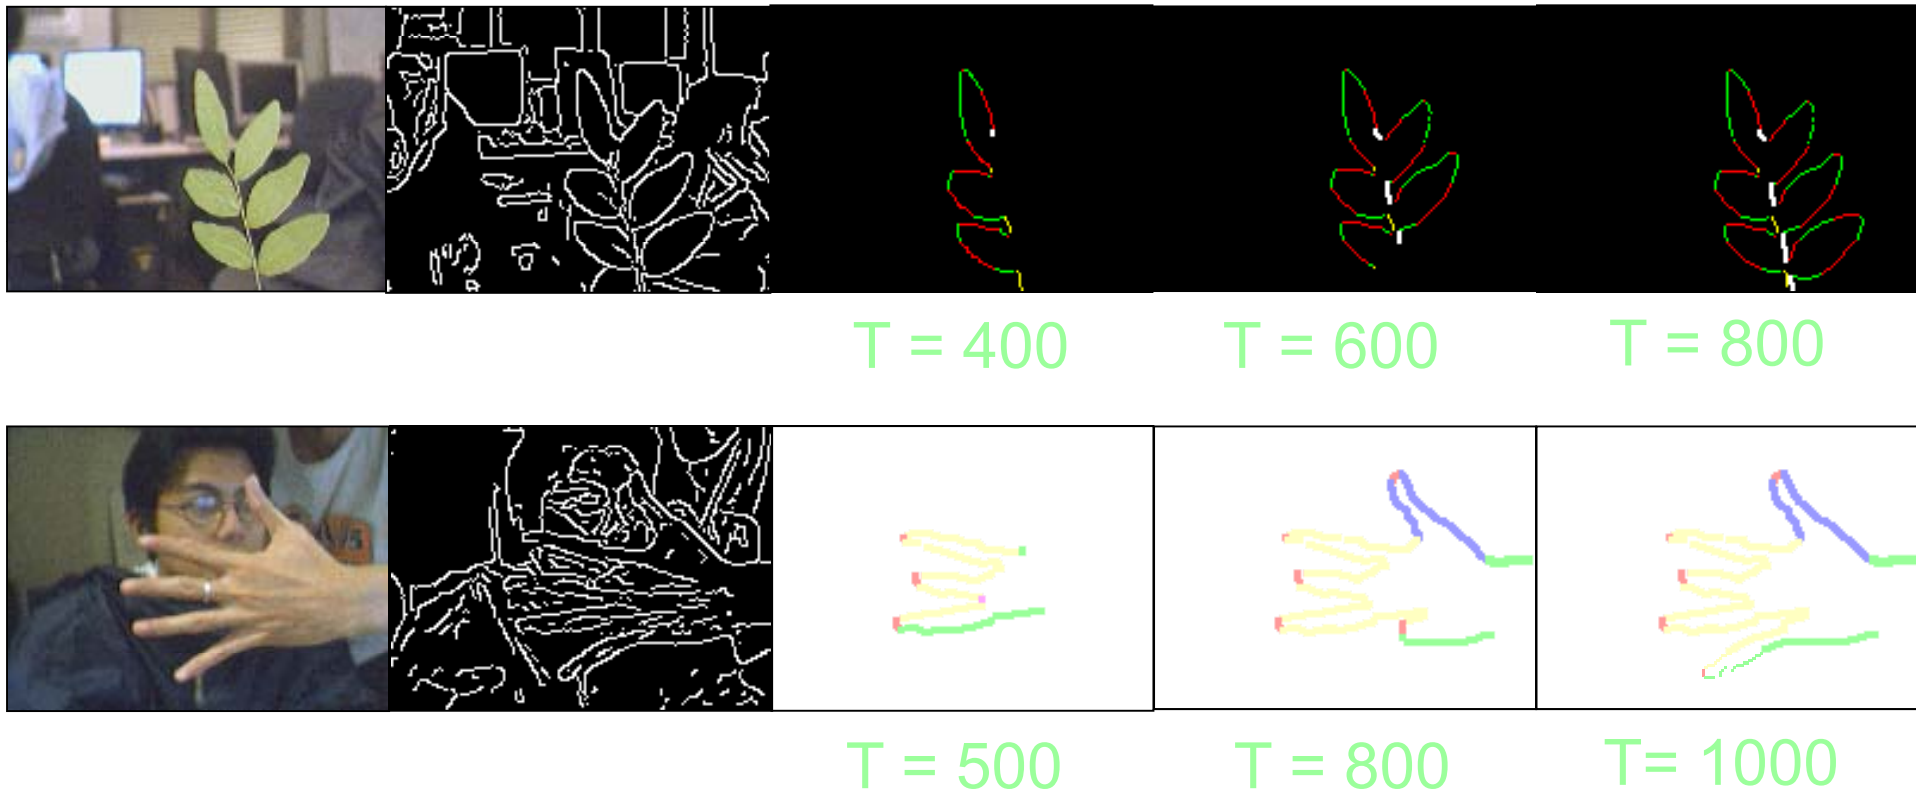 T = 400
T = 600
T = 800
T = 500
T = 800
T= 1000